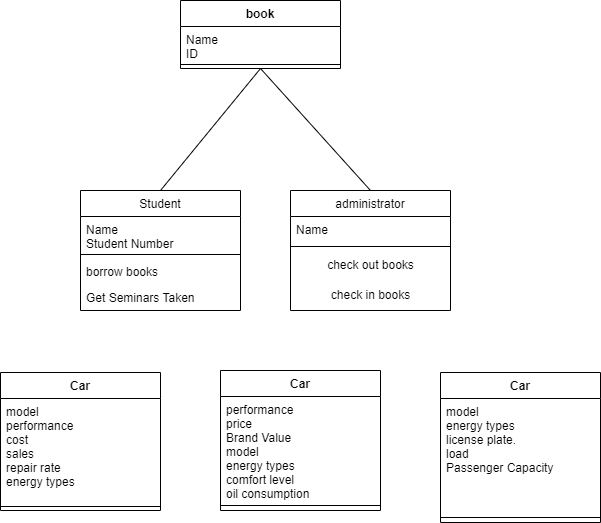 book
Name
ID
Student
Name
Student Number
borrow books
Get Seminars Taken
administrator
Name
check out books
check in books
Car
model
performance
cost
sales
repair rate
energy types
Car
performance
price
Brand Value
model
energy types
comfort level
oil consumption
Car
model
energy types
license plate.
load
Passenger Capacity